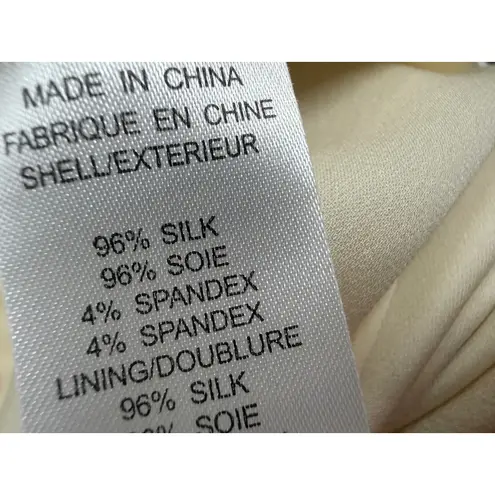 MADE IN CHINA
FABRIQUE EN CHINE
SHELL/EXTERIEUR
96% SILK
96% SOIE
4% SPANDEX
4% SPANDEX
LINING/DOUBLURE
96% SILK
SOIE